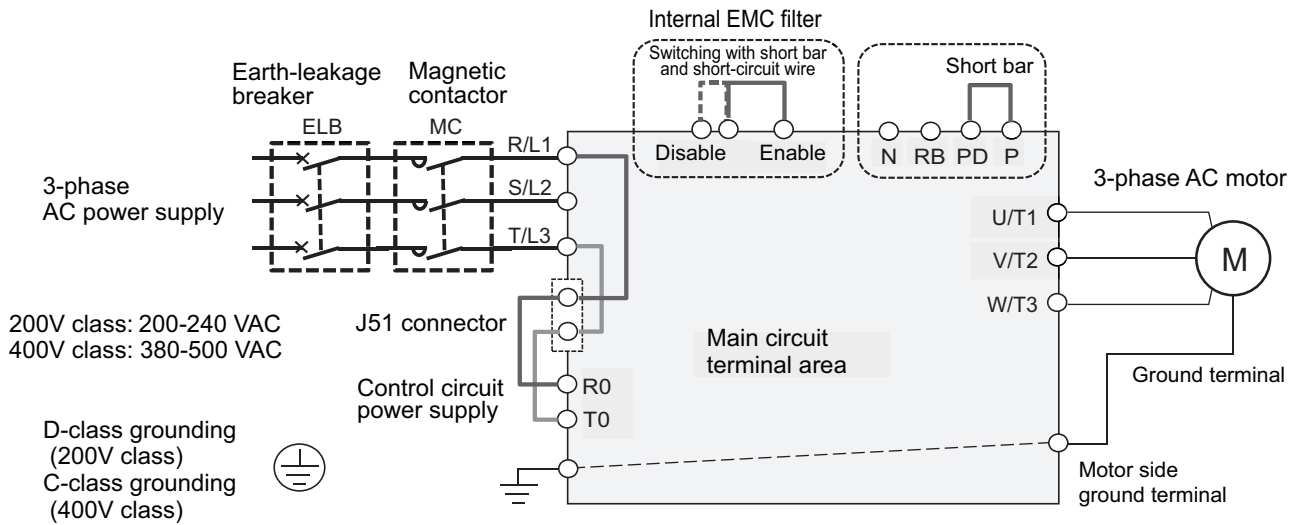 Internal EMC filter
Switching with short bar
and short-circuit wire
Short bar
Earth-leakage
breaker
Magnetic
contactor
ELB
MC
R/L1
S/L2
T/L3
Disable
Enable
N
RB
PD
P
3-phase
AC power supply
3-phase AC motor
U/T1
V/T2
W/T3
M
200V class: 200-240 VAC
400V class: 380-500 VAC
J51 connector
Main circuit
terminal area
Control circuit
power supply
R0
T0
Ground terminal
D-class grounding
(200V class)
C-class grounding
(400V class)
Motor side
ground terminal